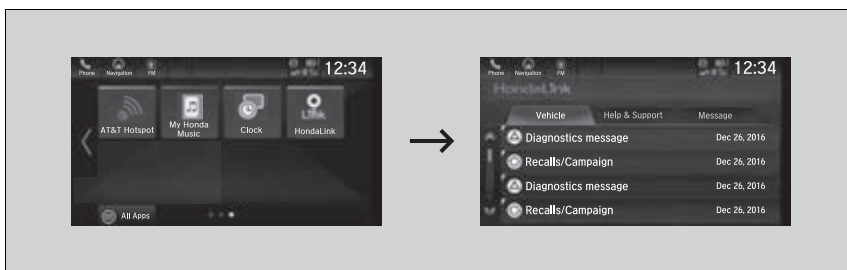 Phone Navigation FM 12:34
AT&T Hotspot
My Honda
Music
Clock
Link
HondaLink
All Apps
Phone Navigation FM 12:34
HondaLink
Vehicle Help & Support Message
Diagnostics message Dec 26, 2016
Recalls/Campaign Dec 26, 2016
Diagnostics message Dec 26, 2016
Recalls/Campaign Dec 26, 2016